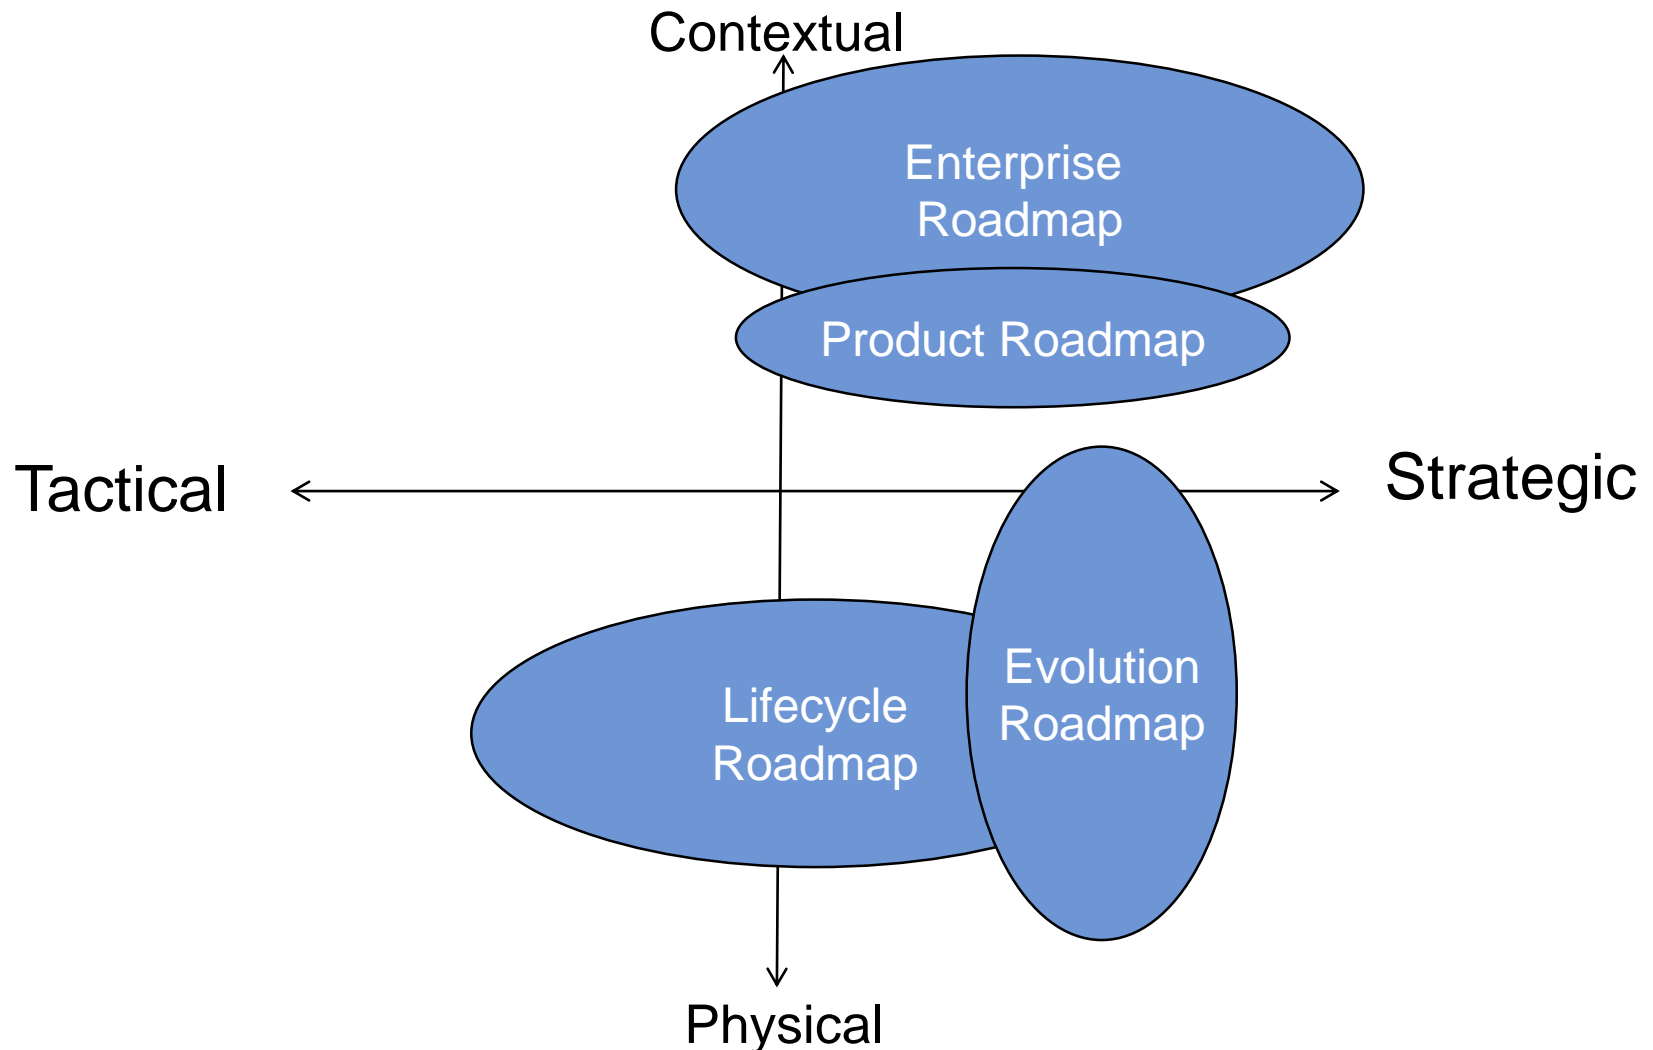 Contextual
Enterprise
Roadmap
Product Roadmap
Tactical
Strategic
Evolution
Roadmap
Lifecycle
Roadmap
Physical